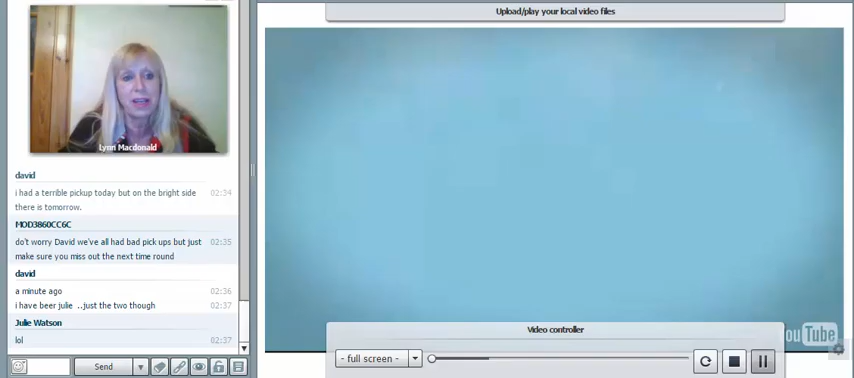 Upload/play your local video files
Lynn Macdonald
david
i had a terrible pickup today but on the bright side 02:34
there is tomorrow.
MOD3860CC6C
do't worry David we've all had bad pick ups but just 02:35
make sure you miss out the next time round
david
a minute ago 02:36
i have beer julie ..just the two though 02:37
Julie Watson
lol 02:37
Send
Video controller
- full screen -
ouTube